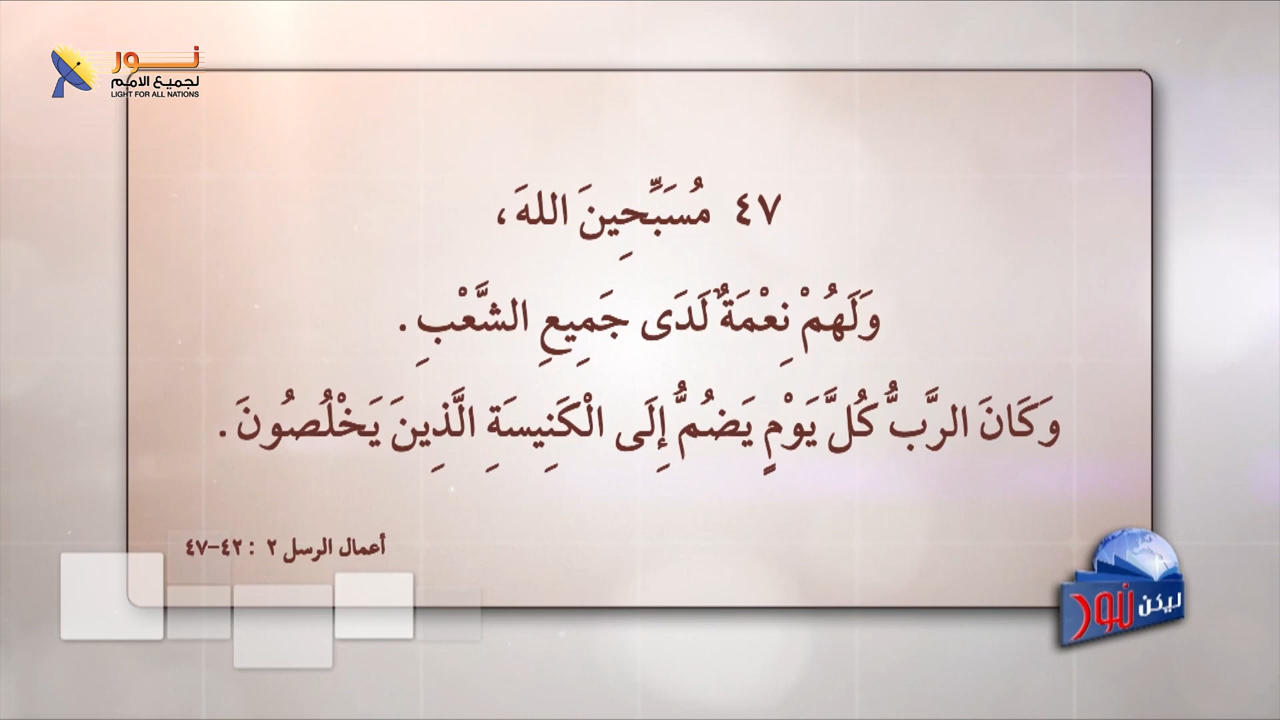 نور
لجميع الامم
LIGHT FOR ALL NATIONS
٤٧ مُسَبِّحِينَ اللهَ،
وَلَهُمْ نِعْمَةٌ لَدَى جَمِيعِ الشَّعْبِ.
وَكَانَ الرَّبُّ كُلَّ يَوْمٍ يَضُمُّ إِلَى الْكَنِيسَةِ الَّذِينَ يَخْلُصُونَ.
أعمال الرسل ٢ : ٤٢-٤٧
ليكن نور